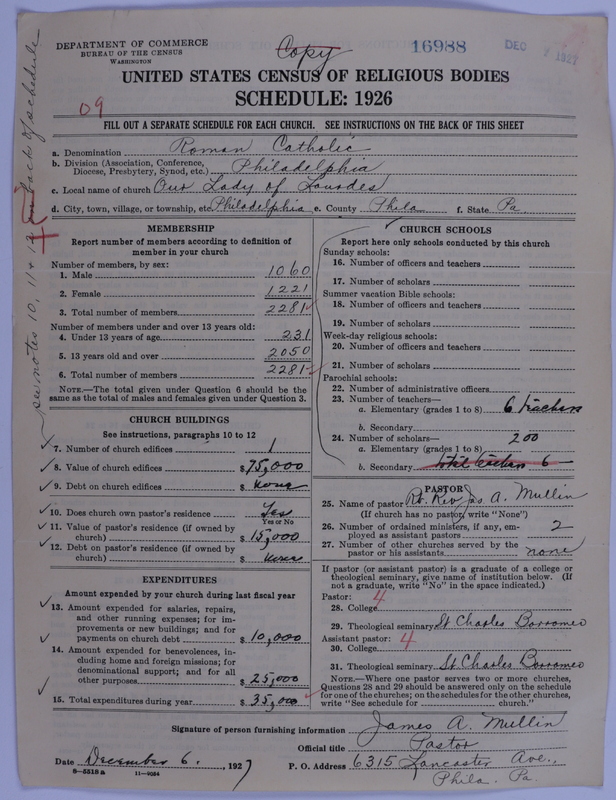 DEPARTMENT OF COMMERCE
BUREAU OF THE CENSUS
WASHINGTON
Copy
16988
DEC 7 1927
UNITED STATES CENSUS OF RELIGIOUS BODIES
SCHEDULE: 1926
09
FILL OUT A SEPARATE SCHEDULE FOR EACH CHURCH. SEE INSTRUCTIONS ON THE BACK OF THIS SHEET
see notes 10, 11 + 12 on back of schedule
a. Denomination Roman Catholic
b. Division (Association, Conference, Diocese, Presbytery, Synod, etc.) Philadelphia
c. Local name of church Our Lady of Lourdes
d. City, town, village, or township, etc. Philadelphia e. County Phila. f. State Pa.
MEMBERSHIP
Report number of members according to definition of
member in your church
Number of members, by sex:
1. Male 1060
2. Female 1221
3. Total number of members 2281
Number of members under and over 13 years old:
4. Under 13 years of age 231
5. 13 years old and over 2050
6. Total number of members 2281
NOTE.—The total given under Question 6 should be the
same as the total of males and females given under Question 3.
CHURCH BUILDINGS
See instructions, paragraphs 10 to 12
7. Number of church edifices 1
8. Value of church edifices $75,000
9. Debt on church edifices $ none
10. Does church own pastor's residence Yes
Yes or No
11. Value of pastor's residence (if owned by
church) $ 15,000
12. Debt on pastor's residence (if owned by
church) $ none
EXPENDITURES
Amount expended by your church during last fiscal year
13. Amount expended for salaries, repairs,
and other running expenses; for im-
provements or new buildings; and for
payments on church debt $ 10,000
14. Amount expended for benevolences, in-
cluding home and foreign missions; for
denominational support; and for all
other purposes $ 25,000
15. Total expenditures during year $ 35,000
CHURCH SCHOOLS
Report here only schools conducted by this church
Sunday schools:
16. Number of officers and teachers
17. Number of scholars
Summer vacation Bible schools:
18. Number of officers and teachers
19. Number of scholars
Week-day religious schools:
20. Number of officers and teachers
21. Number of scholars
Parochial schools:
22. Number of administrative officers
23. Number of teachers—
a. Elementary (grades 1 to 8) 6 teachers
b. Secondary
24. Number of scholars— 200
a. Elementary (grades 1 to 8)
b. Secondary total teachers 6
PASTOR
25. Name of pastor Rt. Rev. Jas. A. Mullin
(If church has no pastor, write "None")
26. Number of ordained ministers, if any, em-
ployed as assistant pastors 2
27. Number of other churches served by the
pastor or his assistants none
If pastor (or assistant pastor) is a graduate of a college or
theological seminary, give name of institution below. (If
not a graduate, write "No" in the space indicated.)
Pastor: 4
28. College
29. Theological seminary St Charles Borromeo
Assistant pastor: 4
30. College
31. Theological seminary St. Charles Borromeo
NOTE.—Where one pastor serves two or more churches,
Questions 28 and 29 should be answered only on the schedule
for one of the churches; on the schedules for the other churches,
write "See schedule for church."
Signature of person furnishing information James A. Mullin
Official title Pastor
Date December 6, 1927 P. O. Address 6315 Lancaster Ave.,
Phila. Pa.
8-5518 a 11-9034